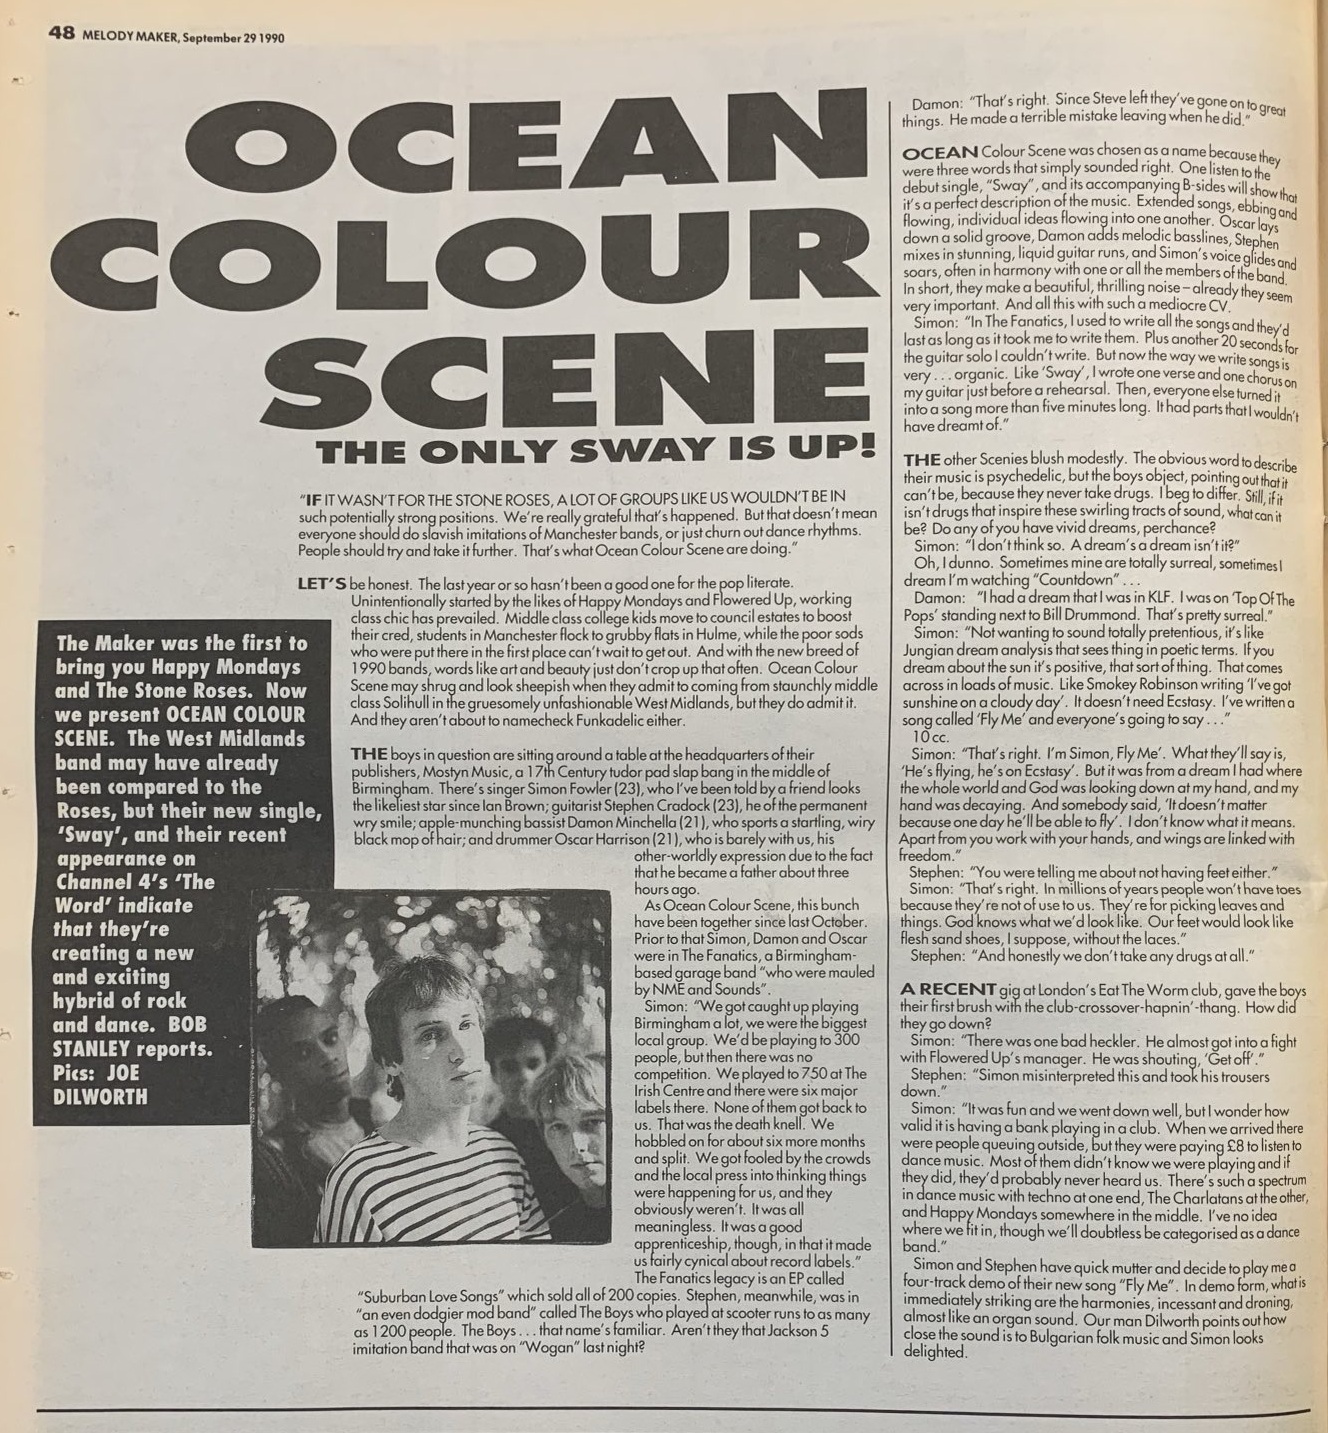 48 MELODY MAKER, September 29 1990
OCEAN
COLOUR
SCENE
THE ONLY SWAY IS UP!
The Maker was the first to
bring you Happy Mondays
and The Stone Roses. Now
we present OCEAN COLOUR
SCENE. The West Midlands
band may have already
been compared to the
Roses, but their new single,
'Sway', and their recent
appearance on
Channel 4's 'The
Word' indicate
that they're
creating a new
and exciting
hybrid of rock
and dance. BOB
STANLEY reports.
Pics: JOE
DILWORTH
"IF IT WASN'T FOR THE STONE ROSES, A LOT OF GROUPS LIKE US WOULDN'T BE IN
such potentially strong positions. We're really grateful that's happened. But that doesn't mean
everyone should do slavish imitations of Manchester bands, or just churn out dance rhythms.
People should try and take it further. That's what Ocean Colour Scene are doing."
LET'S be honest. The last year or so hasn't been a good one for the pop literate.
Unintentionally started by the likes of Happy Mondays and Flowered Up, working
class chic has prevailed. Middle class college kids move to council estates to boost
their cred, students in Manchester flock to grubby flats in Hulme, while the poor sods
who were put there in the first place can't wait to get out. And with the new breed of
1990 bands, words like art and beauty just don't crop up that often. Ocean Colour
Scene may shrug and look sheepish when they admit to coming from staunchly middle
class Solihull in the gruesomely unfashionable West Midlands, but they do admit it.
And they aren't about to namecheck Funkadelic either.
THE boys in question are sitting around a table at the headquarters of their
publishers, Mostyn Music, a 17th Century tudor pad slap bang in the middle of
Birmingham. There's singer Simon Fowler (23), who I've been told by a friend looks
the likeliest star since Ian Brown; guitarist Stephen Cradock (23), he of the permanent
wry smile; apple-munching bassist Damon Minchella (21), who sports a startling, wiry
black mop of hair; and drummer Oscar Harrison (21), who is barely with us, his
other-worldly expression due to the fact
that he became a father about three
hours ago.
As Ocean Colour Scene, this bunch
have been together since last October.
Prior to that Simon, Damon and Oscar
were in The Fanatics, a Birmingham-
based garage band "who were mauled
by NME and Sounds".
Simon: "We got caught up playing
Birmingham a lot, we were the biggest
local group. We'd be playing to 300
people, but then there was no
competition. We played to 750 at The
Irish Centre and there were six major
labels there. None of them got back to
us. That was the death knell. We
hobbled on for about six more months
and split. We got fooled by the crowds
and the local press into thinking things
were happening for us, and they
obviously weren't. It was all
meaningless. It was a good
apprenticeship, though, in that it made
us fairly cynical about record labels."
The Fanatics legacy is an EP called
"Suburban Love Songs" which sold all of 200 copies. Stephen, meanwhile, was in
"an even dodgier mod band" called The Boys who played at scooter runs to as many
as 1200 people. The Boys . . . that name's familiar. Aren't they that Jackson 5
imitation band that was on "Wogan" last night?
Damon: "That's right. Since Steve left they've gone on to great
things. He made a terrible mistake leaving when he did."
OCEAN Colour Scene was chosen as a name because they
were three words that simply sounded right. One listen to the
debut single, "Sway", and its accompanying B-sides will show that
it's a perfect description of the music. Extended songs, ebbing and
flowing, individual ideas flowing into one another. Oscar lays
down a solid groove, Damon adds melodic basslines, Stephen
mixes in stunning, liquid guitar runs, and Simon's voice glides and
soars, often in harmony with one or all the members of the band.
In short, they make a beautiful, thrilling noise – already they seem
very important. And all this with such a mediocre CV.
Simon: "In The Fanatics, I used to write all the songs and they'd
last as long as it took me to write them. Plus another 20 seconds for
the guitar solo I couldn't write. But now the way we write songs is
very . . . organic. Like 'Sway', I wrote one verse and one chorus on
my guitar just before a rehearsal. Then, everyone else turned it
into a song more than five minutes long. It had parts that I wouldn't
have dreamt of."
THE other Scenies blush modestly. The obvious word to describe
their music is psychedelic, but the boys object, pointing out that it
can't be, because they never take drugs. I beg to differ. Still, if it
isn't drugs that inspire these swirling tracts of sound, what can it
be? Do any of you have vivid dreams, perchance?
Simon: "I don't think so. A dream's a dream isn't it?"
Oh, I dunno. Sometimes mine are totally surreal, sometimes I
dream I'm watching "Countdown" . . .
Damon: "I had a dream that I was in KLF. I was on 'Top Of The
Pops' standing next to Bill Drummond. That's pretty surreal."
Simon: "Not wanting to sound totally pretentious, it's like
Jungian dream analysis that sees thing in poetic terms. If you
dream about the sun it's positive, that sort of thing. That comes
across in loads of music. Like Smokey Robinson writing 'I've got
sunshine on a cloudy day'. It doesn't need Ecstasy. I've written a
song called 'Fly Me' and everyone's going to say . . ."
10cc.
Simon: "That's right. I'm Simon, Fly Me'. What they'll say is,
'He's flying, he's on Ecstasy'. But it was from a dream I had where
the whole world and God was looking down at my hand, and my
hand was decaying. And somebody said, 'It doesn't matter
because one day he'll be able to fly'. I don't know what it means.
Apart from you work with your hands, and wings are linked with
freedom."
Stephen: "You were telling me about not having feet either."
Simon: "That's right. In millions of years people won't have toes
because they're not of use to us. They're for picking leaves and
things. God knows what we'd look like. Our feet would look like
flesh sand shoes, I suppose, without the laces."
Stephen: "And honestly we don't take any drugs at all."
A RECENT gig at London's Eat The Worm club, gave the boys
their first brush with the club-crossover-hapnin'-thang. How did
they go down?
Simon: "There was one bad heckler. He almost got into a fight
with Flowered Up's manager. He was shouting, 'Get off'."
Stephen: "Simon misinterpreted this and took his trousers
down."
Simon: "It was fun and we went down well, but I wonder how
valid it is having a bank playing in a club. When we arrived there
were people queuing outside, but they were paying £8 to listen to
dance music. Most of them didn't know we were playing and if
they did, they'd probably never heard us. There's such a spectrum
in dance music with techno at one end, The Charlatans at the other,
and Happy Mondays somewhere in the middle. I've no idea
where we fit in, though we'll doubtless be categorised as a dance
band."
Simon and Stephen have quick mutter and decide to play me a
four-track demo of their new song "Fly Me". In demo form, what is
immediately striking are the harmonies, incessant and droning,
almost like an organ sound. Our man Dilworth points out how
close the sound is to Bulgarian folk music and Simon looks
delighted.